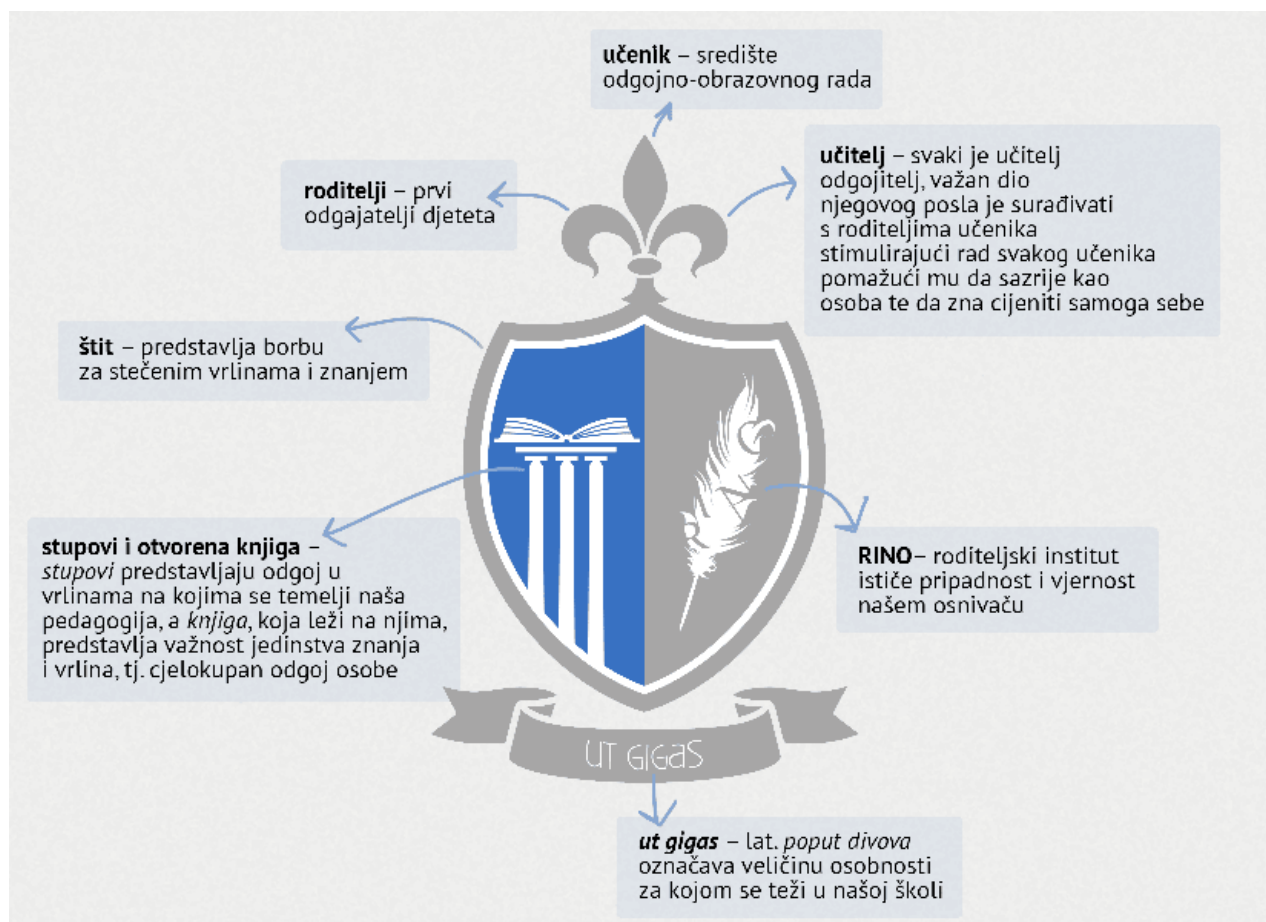 učenik – središte
odgojno-obrazovnog rada
roditelji – prvi
odgajatelji djeteta
učitelj – svaki je učitelj
odgojitelj, važan dio
njegovog posla je surađivati
s roditeljima učenika
stimulirajući rad svakog učenika
pomažući mu da sazrije kao
osoba te da zna cijeniti samoga sebe
štit – predstavlja borbu
za stečenim vrlinama i znanjem
stupovi i otvorena knjiga –
stupovi predstavljaju odgoj u
vrlinama na kojima se temelji naša
pedagogija, a knjiga, koja leži na njima,
predstavlja važnost jedinstva znanja
i vrlina, tj. cjelokupan odgoj osobe
RINO– roditeljski institut
ističe pripadnost i vjernost
našem osnivaču
UT GIGaS
ut gigas – lat. poput divova
označava veličinu osobnosti
za kojom se teži u našoj školi